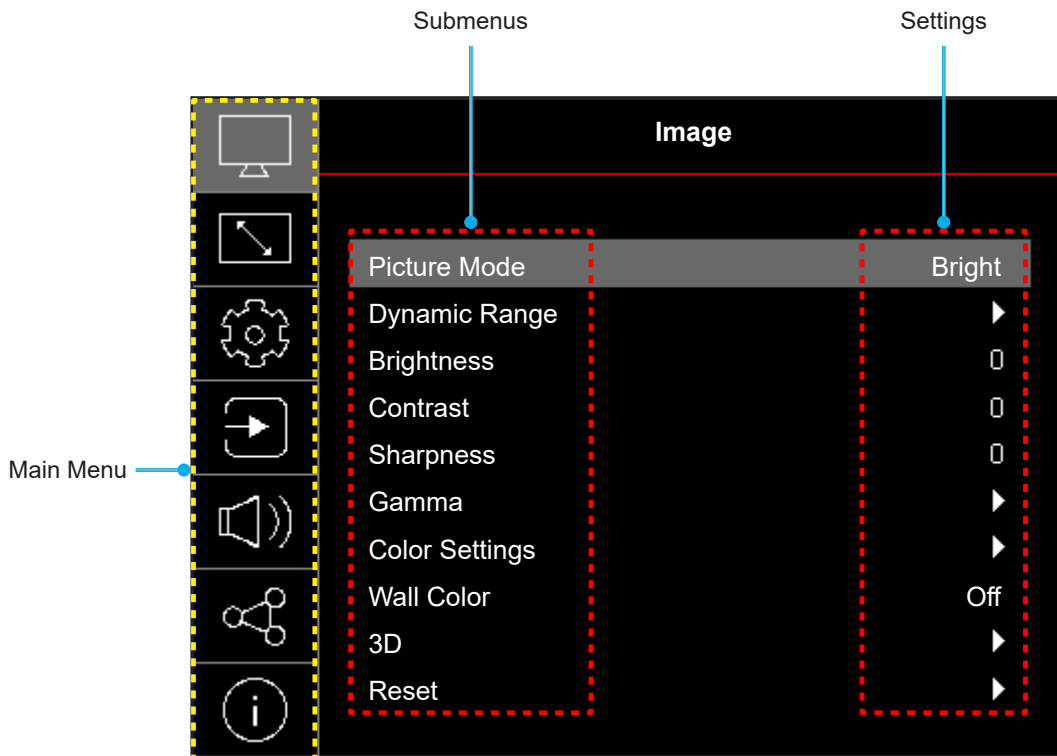 Submenus Settings
Image
Picture Mode Bright
Dynamic Range
Brightness 0
Contrast 0
Sharpness 0
Main Menu
Gamma
Color Settings
Wall Color Off
3D
Reset
i